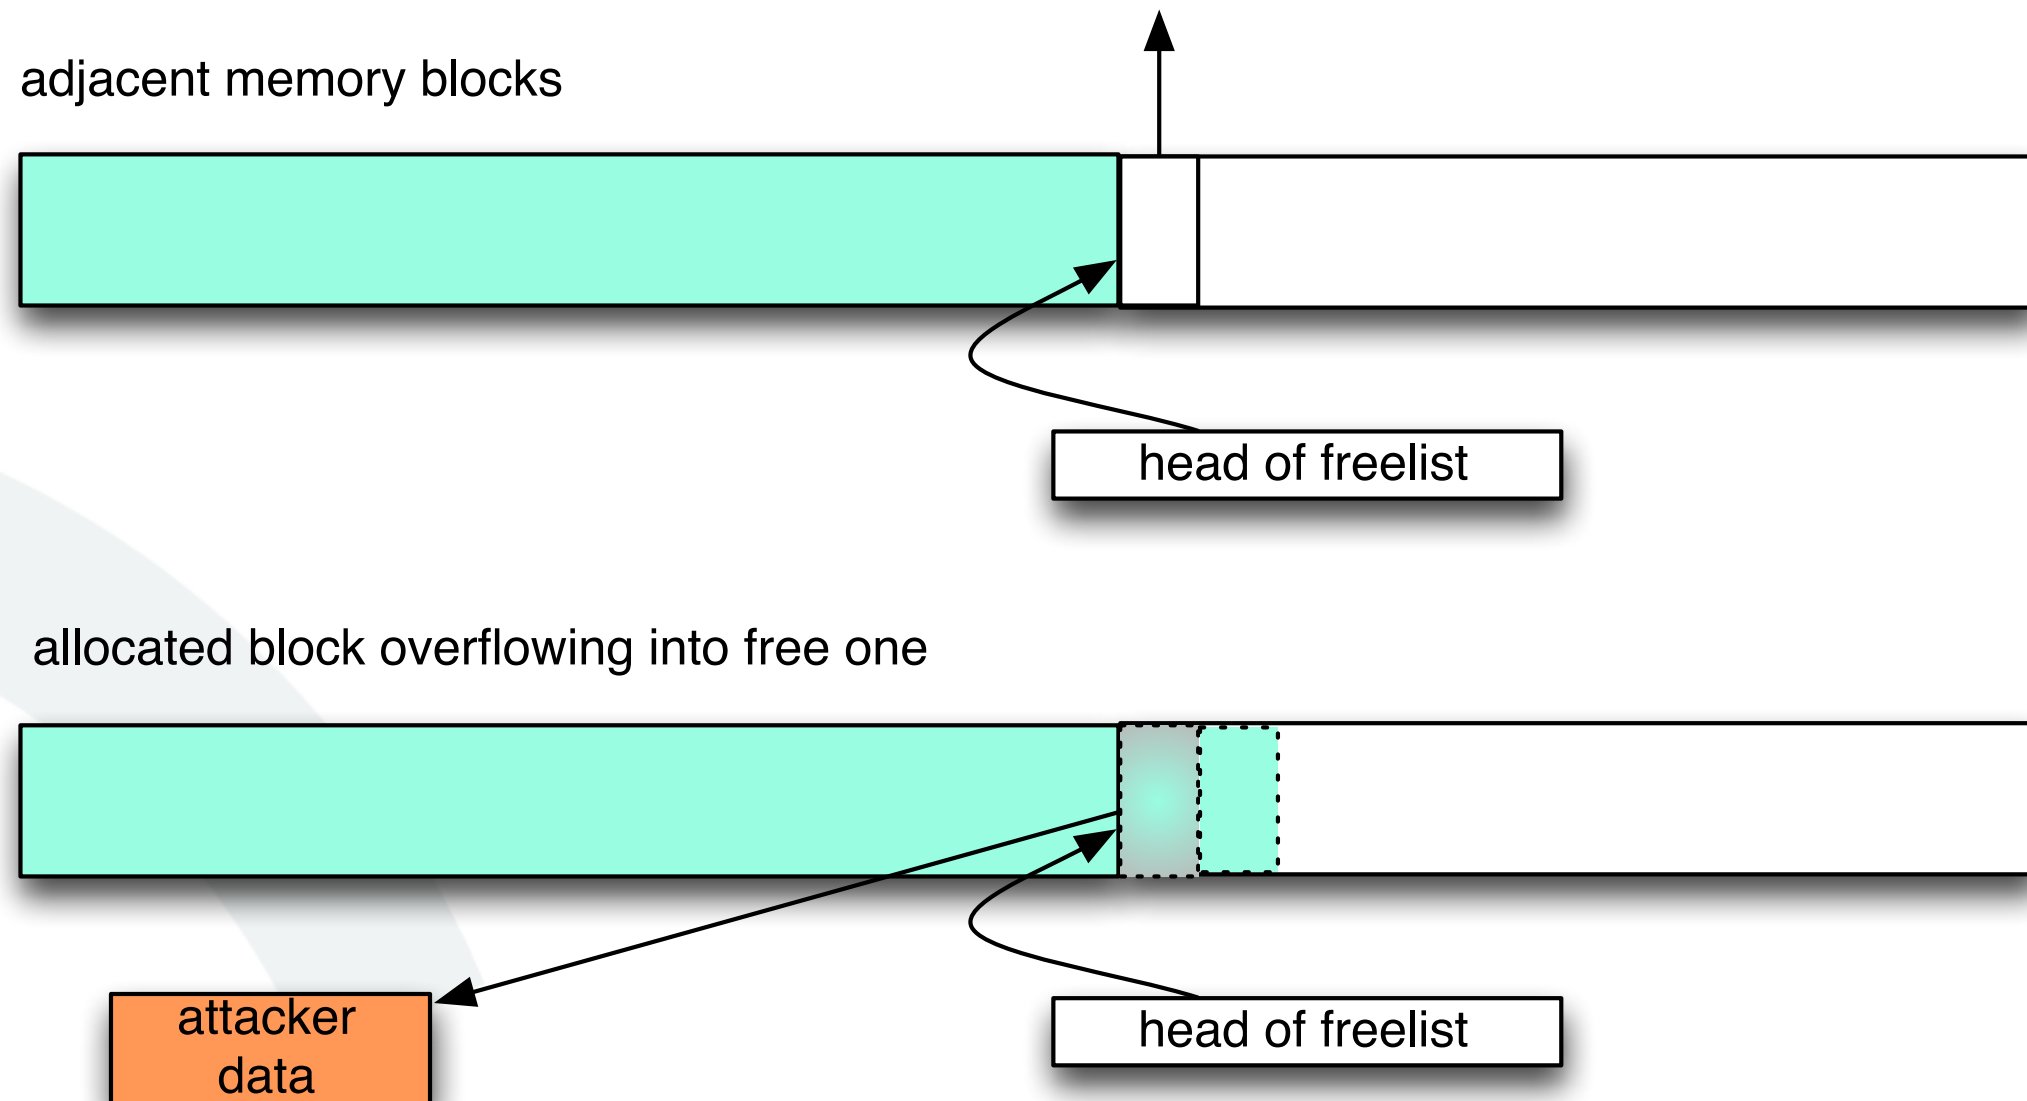 adjacent memory blocks
head of freelist
allocated block overflowing into free one
attacker
data
head of freelist